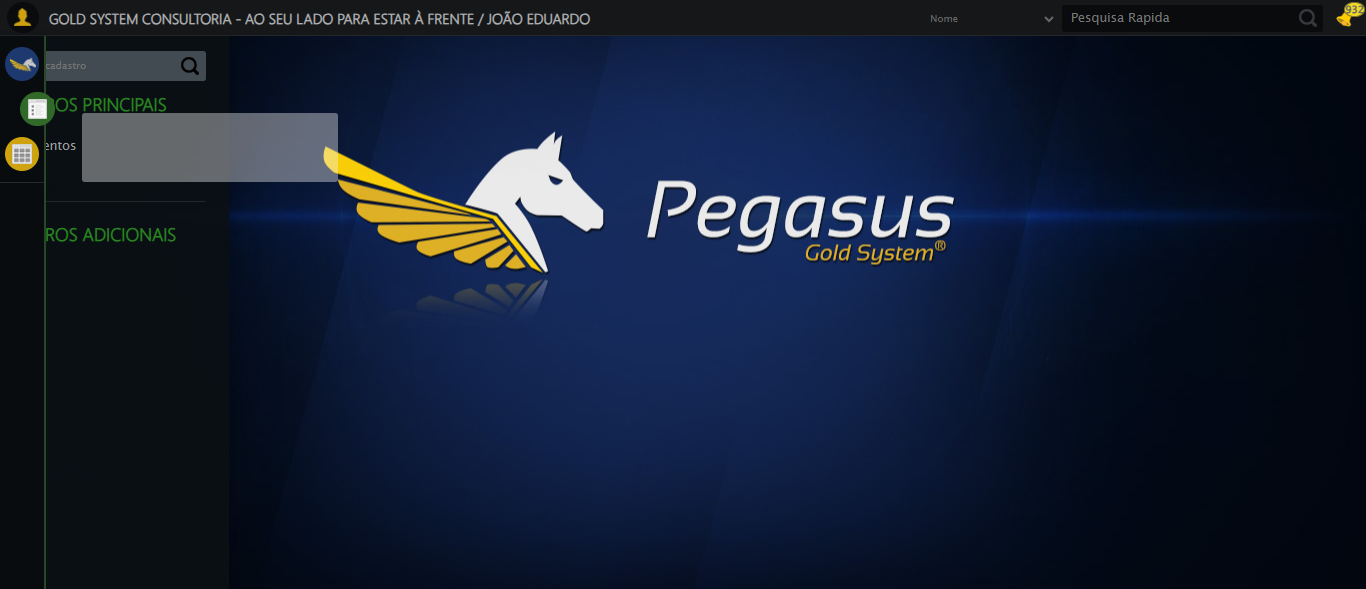 GOLD SYSTEM CONSULTORIA - AO SEU LADO PARA ESTAR À FRENTE / JOÃO EDUARDO
Nome
Pesquisa Rapida
932
cadastro
OS PRINCIPAIS
entos
ROS ADICIONAIS
Pegasus
Gold System®